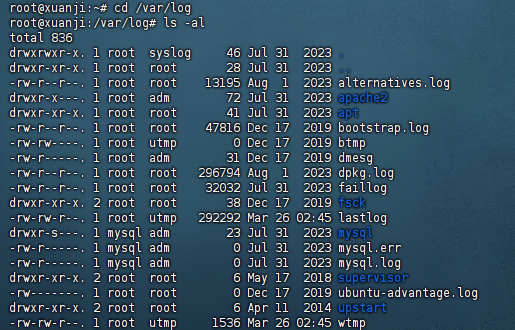 root@xuanji:~# cd /var/log
root@xuanji:/var/log# ls -al
total 836
drwxrwxr-x. 1 root  syslog     46 Jul 31  2023 .
drwxr-xr-x. 1 root  root       28 Jul 31  2023 ..
-rw-r--r--. 1 root  root    13195 Aug  1  2023 alternatives.log
drwxr-x---. 1 root  adm        72 Jul 31  2023 apache2
drwxr-xr-x. 1 root  root       41 Jul 31  2023 apt
-rw-r--r--. 1 root  root    47816 Dec 17  2019 bootstrap.log
-rw-rw----. 1 root  utmp        0 Dec 17  2019 btmp
-rw-r-----. 1 root  adm        31 Dec 17  2019 dmesg
-rw-r--r--. 1 root  root   296794 Aug  1  2023 dpkg.log
-rw-r--r--. 1 root  root    32032 Jul 31  2023 faillog
drwxr-xr-x. 2 root  root       38 Dec 17  2019 fsck
-rw-rw-r--. 1 root  utmp   292292 Mar 26 02:45 lastlog
drwxr-s---. 1 mysql adm        23 Jul 31  2023 mysql
-rw-r-----. 1 mysql adm         0 Jul 31  2023 mysql.err
-rw-r-----. 1 mysql adm         0 Jul 31  2023 mysql.log
drwxr-xr-x. 2 root  root        6 May 17  2018 supervisor
-rw-r-----. 1 root  root        0 Dec 17  2019 ubuntu-advantage.log
drwxr-xr-x. 2 root  root        6 Apr 11  2014 upstart
-rw-rw-r--. 1 root  utmp     1536 Mar 26 02:45 wtmp